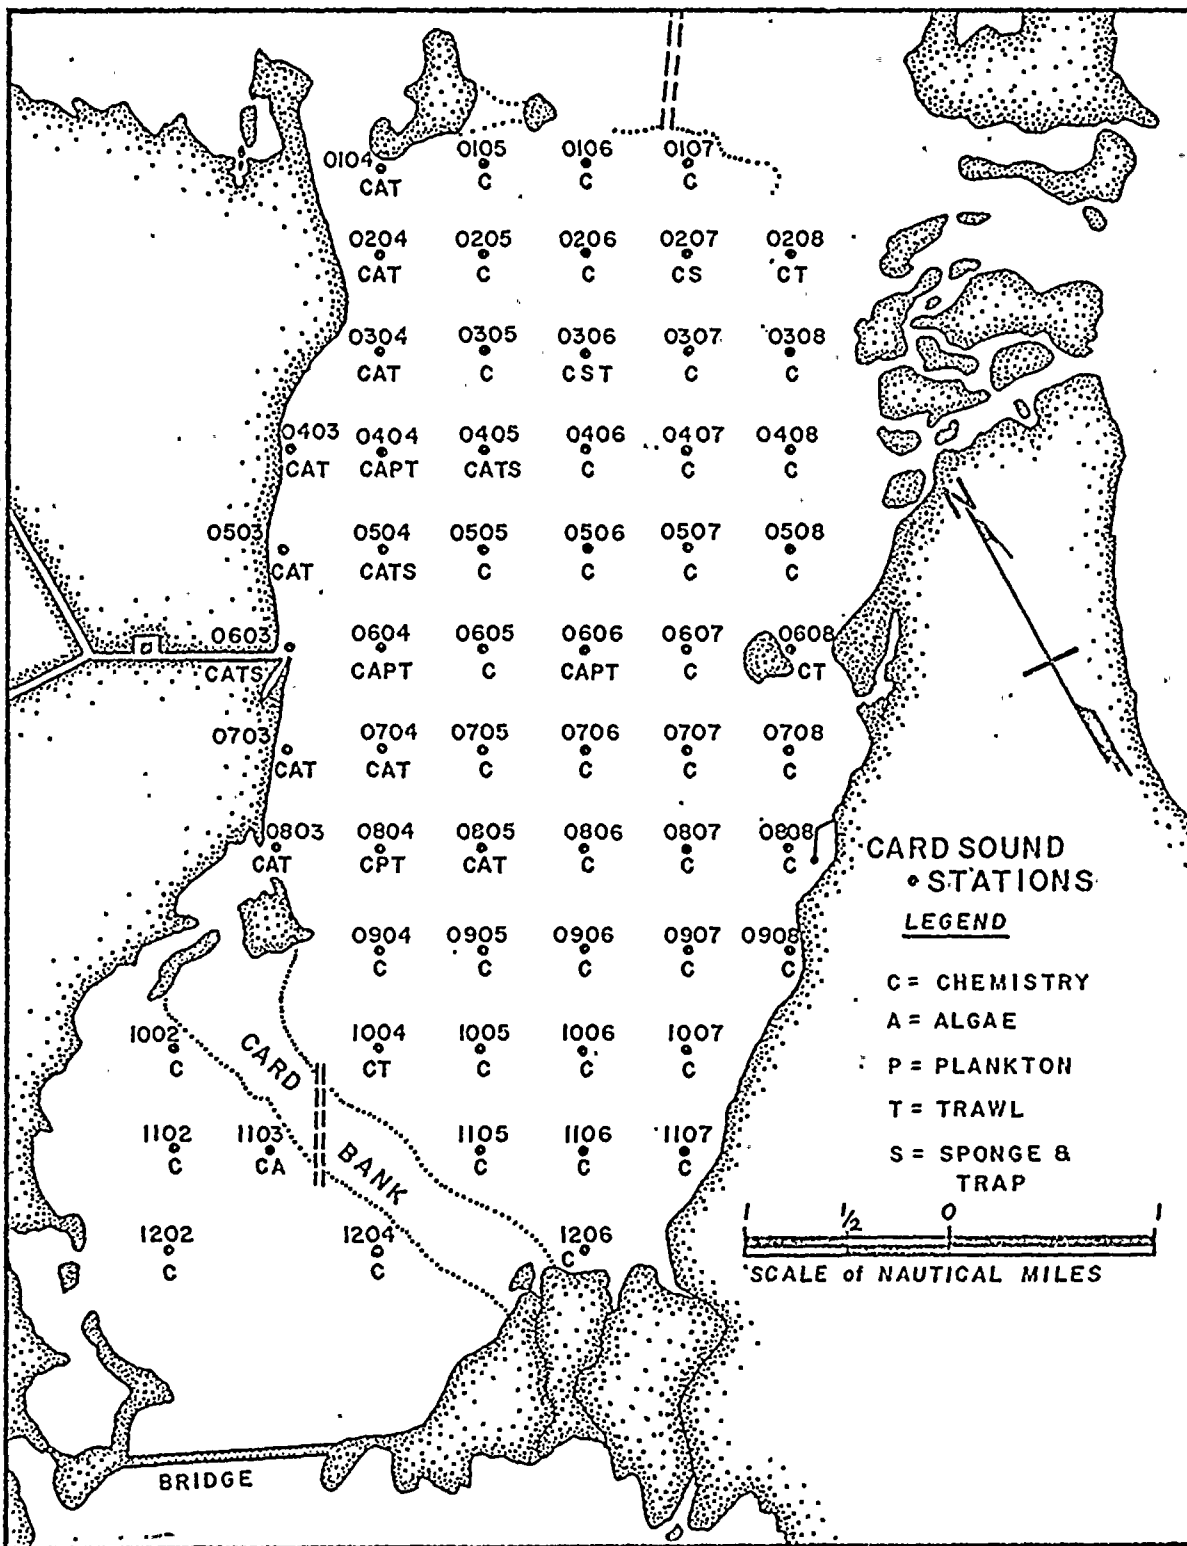 0104 0105 0106 0107
CAT C C C
0204 0205 0206 0207 0208
CAT C C CS CT
0304 0305 0306 0307 0308
CAT C CST C C
0403 0404 0405 0406 0407 0408
CAT CAPT CATS C C C
0503 0504 0505 0506 0507 0508
CAT CATS C C C C
0603 0604 0605 0606 0607 0608
CATS CAPT C CAPT C CT
0703 0704 0705 0706 0707 0708
CAT CAT C C C C
0803 0804 0805 0806 0807 0808
CAT CPT CAT C C C
0904 0905 0906 0907 0908
C C C C C
1002 1004 1005 1006 1007
C CT C C C
1102 1103 1105 1106 1107
C CA C C C
1202 1204 1206
C C C
CARD
BANK
BRIDGE
N
CARD SOUND
STATIONS
LEGEND
C = CHEMISTRY
A = ALGAE
P = PLANKTON
T = TRAWL
S = SPONGE &
TRAP
1 1/2 0 1
SCALE of NAUTICAL MILES